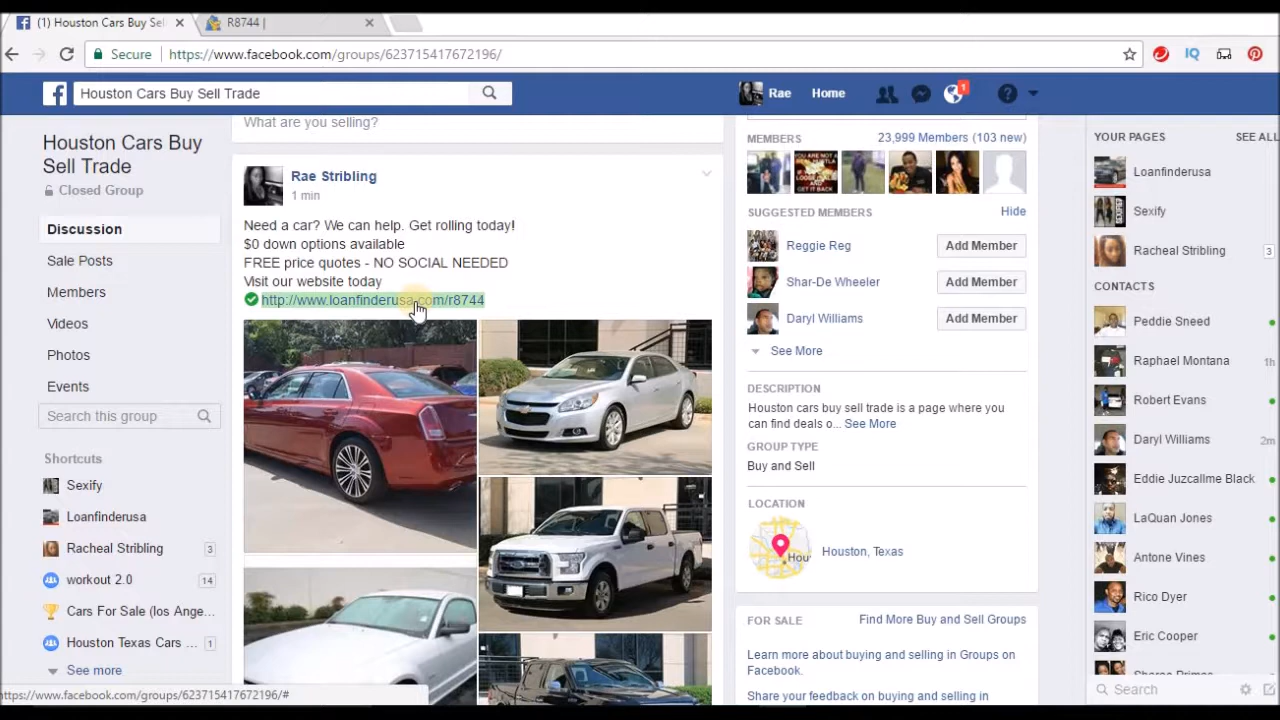 (1) Houston Cars Buy Sel
R8744 |
Secure
https://www.facebook.com/groups/623715417672196/
Houston Cars Buy Sell Trade
Rae
Home
1
Houston Cars Buy
Sell Trade
Closed Group
Discussion
Sale Posts
Members
Videos
Photos
Events
Search this group
Shortcuts
Sexify
Loanfinderusa
Racheal Stribling 3
workout 2.0 14
Cars For Sale (los Ange...
Houston Texas Cars ... 1
See more
https://www.facebook.com/groups/623715417672196/#
What are you selling?
Rae Stribling
1 min
Need a car? We can help. Get rolling today!
$0 down options available
FREE price quotes - NO SOCIAL NEEDED
Visit our website today
http://www.loanfinderusa.com/r8744
MEMBERS 23,999 Members (103 new)
SUGGESTED MEMBERS Hide
Reggie Reg Add Member
Shar-De Wheeler Add Member
Daryl Williams Add Member
See More
DESCRIPTION
Houston cars buy sell trade is a page where you
can find deals o... See More
GROUP TYPE
Buy and Sell
LOCATION
Hou
Houston, Texas
FOR SALE Find More Buy and Sell Groups
Learn more about buying and selling in Groups on
Facebook.
Share your feedback on buying and selling in
YOUR PAGES SEE ALL
Loanfinderusa
Sexify
Racheal Stribling 3
CONTACTS
Peddie Sneed
Raphael Montana 1h
Robert Evans
Daryl Williams 2m
Eddie Juzcallme Black
LaQuan Jones
Antone Vines
Rico Dyer
Eric Cooper
Search